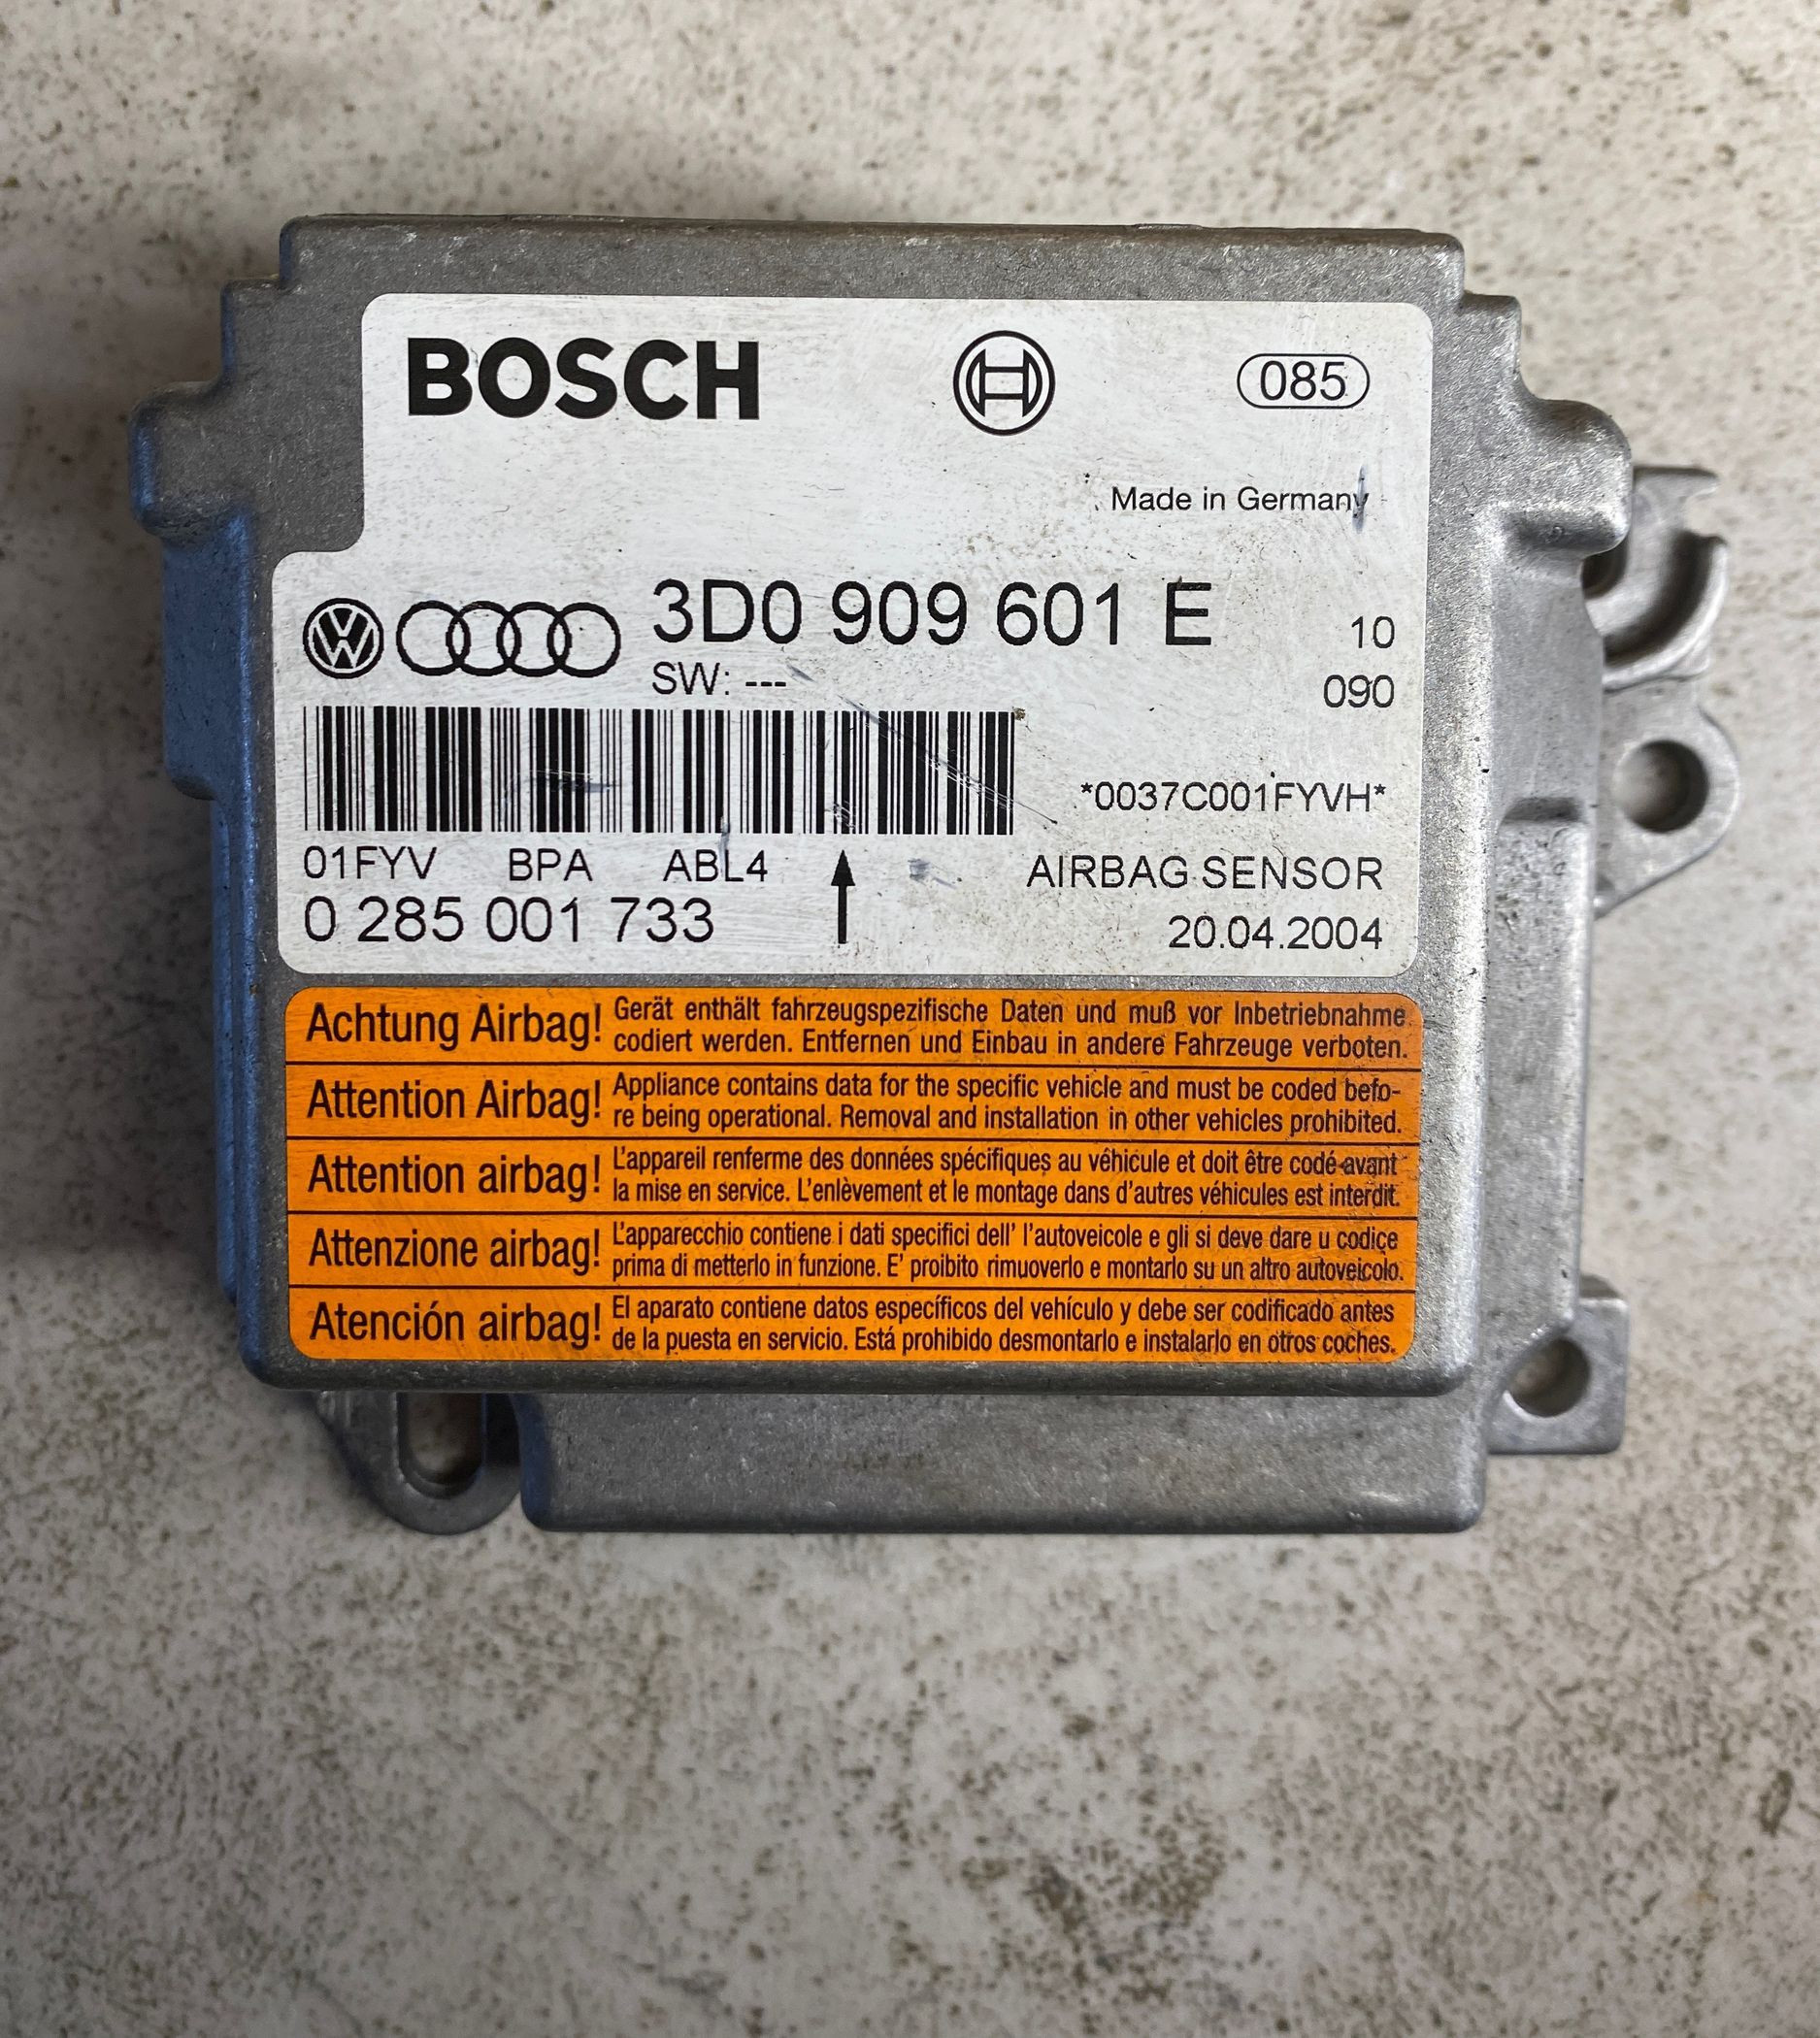 BOSCH
085
Made in Germany
3D0 909 601 E
10
SW: ---
090
*0037C001FYVH*
01FYV BPA ABL4
AIRBAG SENSOR
0 285 001 733
20.04.2004
Achtung Airbag!
Gerät enthält fahrzeugspezifische Daten und muß vor Inbetriebnahme
codiert werden. Entfernen und Einbau in andere Fahrzeuge verboten.
Attention Airbag!
Appliance contains data for the specific vehicle and must be coded befo-
re being operational. Removal and installation in other vehicles prohibited.
Attention airbag!
L'appareil renferme des données spécifiques au véhicule et doit être codé avant
la mise en service. L'enlèvement et le montage dans d'autres véhicules est interdit.
Attenzione airbag!
L'apparecchio contiene i dati specifici dell' l'autoveicole e gli si deve dare u codice
prima di metterlo in funzione. E' proibito rimuoverlo e montarlo su un altro autoveicolo.
Atención airbag!
El aparato contiene datos específicos del vehículo y debe ser codificado antes
de la puesta en servicio. Está prohibido desmontarlo e instalarlo en otros coches.